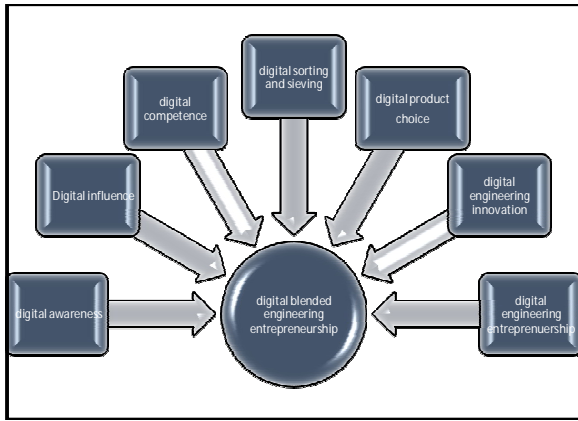 digital sorting
and sieving
digital
competence
digital product
choice
Digital influence
digital
engineering
innovation
digital awareness
digital blended
engineering
entrepreneurship
digital
engineering
entreprenuership